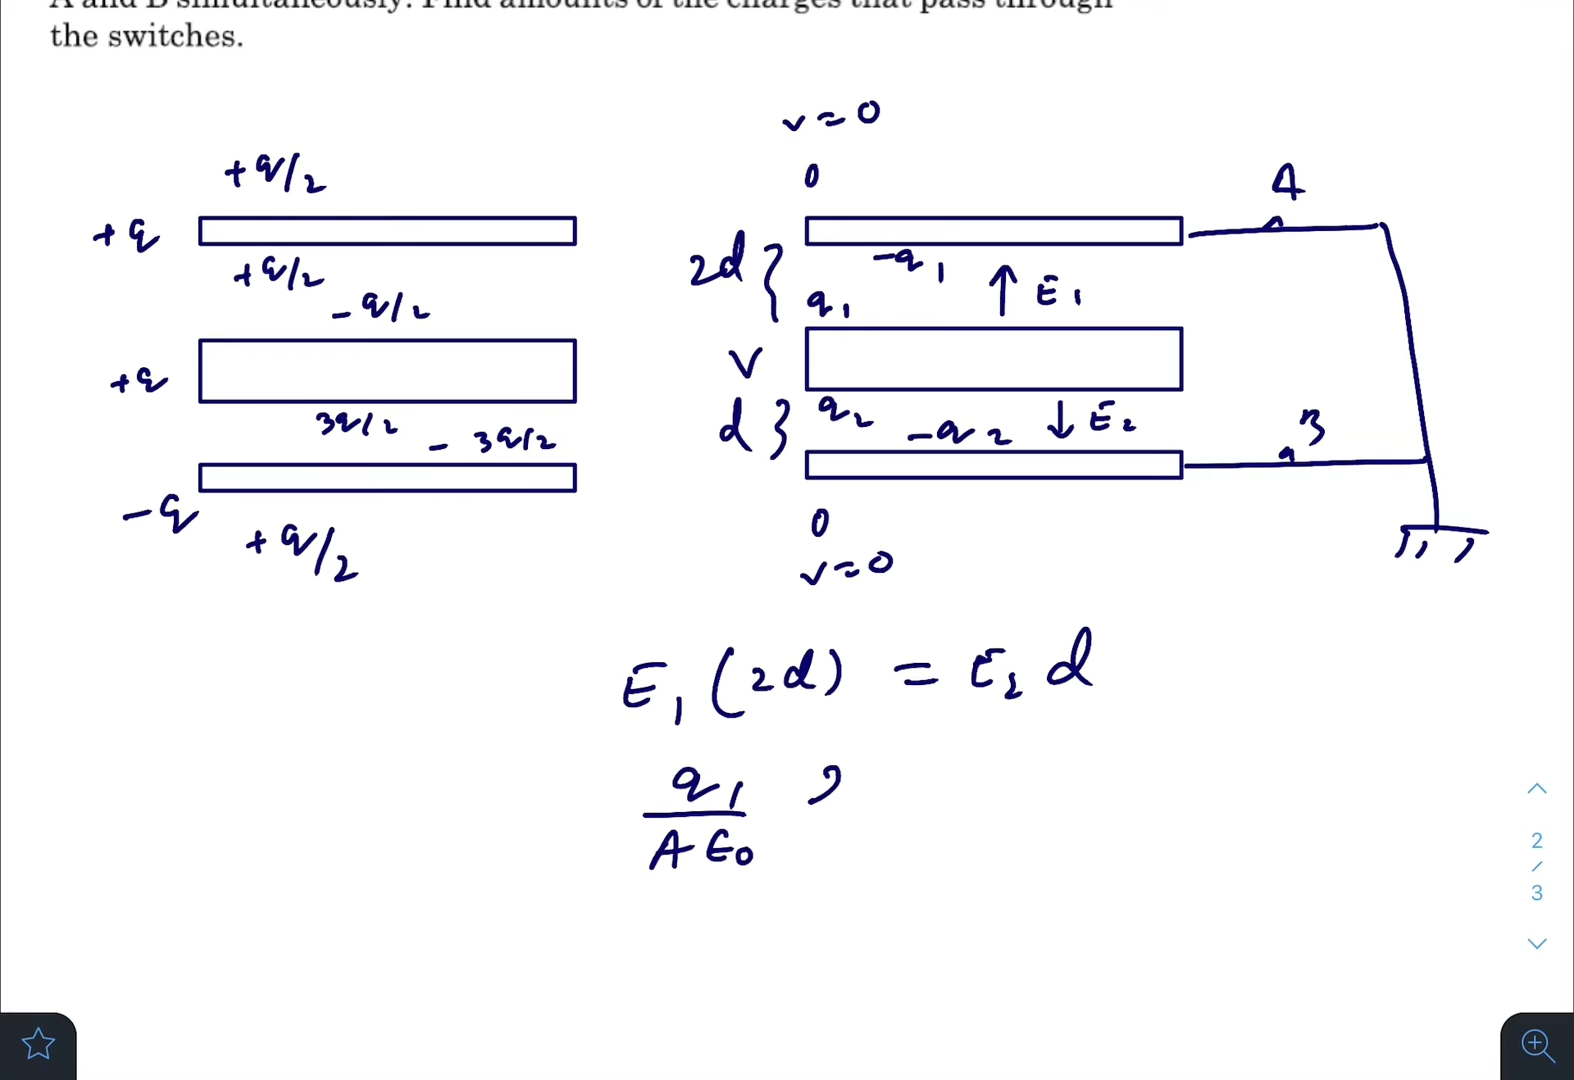 the switches.
v = 0
+q/2
0
A
+q
+q/2
2d
-q1
E1
-q/2
q1
+q
V
3q/2
-3q/2
d
q2
-q2
E2
B
-q
+q/2
0
v=0
E1 (2d) = E2 d
q1
A ε0
2
/
3